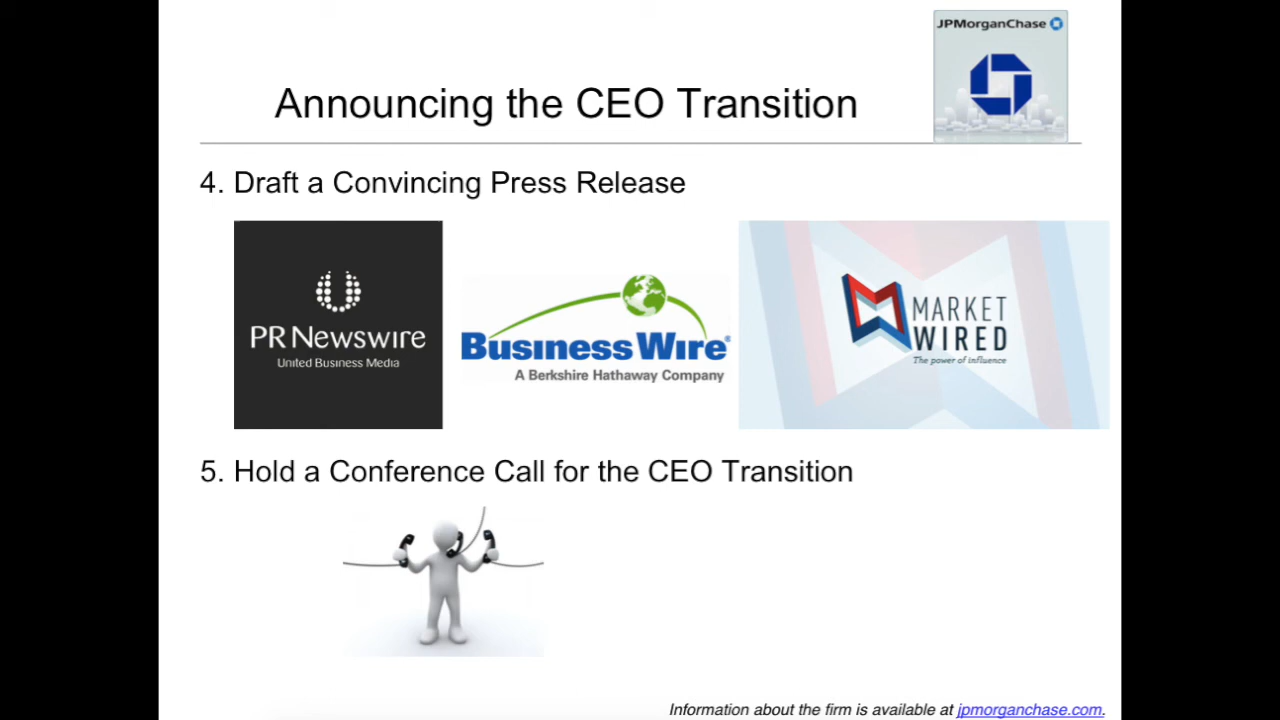 JPMorganChase
Announcing the CEO Transition
4. Draft a Convincing Press Release
PR Newswire
United Business Media
Business Wire®
A Berkshire Hathaway Company
MARKET
WIRED
The power of influence
5. Hold a Conference Call for the CEO Transition
Information about the firm is available at jpmorganchase.com.